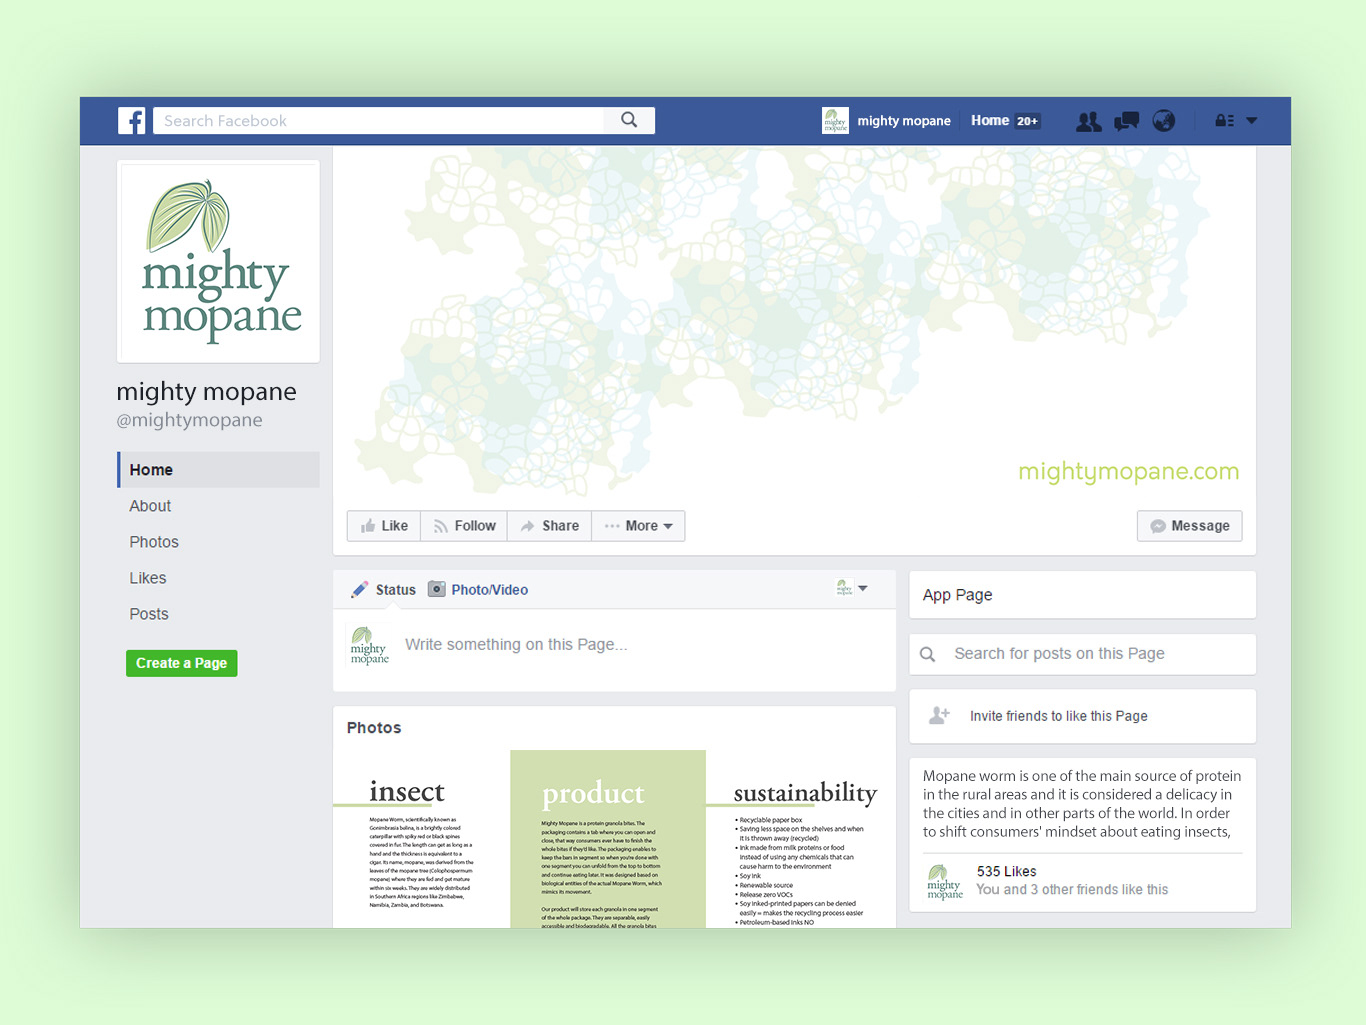 Search Facebook
mighty mopane
Home 20+
mighty
mopane
mighty mopane
mighty
mopane
@mightymopane
Home
About
Photos
Likes
Posts
Create a Page
mightymopane.com
Like
Follow
Share
More
Message
Status
Photo/Video
mighty
mopane
Write something on this Page...
Photos
insect
Mopane Worm, scientifically known as
Gonimbrasia belina, is a brightly colored
caterpillar with spiky red or black spines
covered in fur. The length can get as long as a
hand and the thickness is equivalent to a
cigar. Its name, mopane, was derived from the
leaves of the mopane tree (Colophospermum
mopane) where they are fed and get mature
within six weeks. They are widely distributed
in Southern Africa regions like Zimbabwe,
Namibia, Zambia, and Botswana.
product
Mighty Mopane is a protein granola bites. The
packaging contains a tab where you can open and
close, that way consumers ever have to finish the
whole bites if they'd like. The packaging enables to
keep the bars in segment so when you're done with
one segment you can unfold from the top to bottom
and continue eating later. It was designed based on
biological entities of the actual Mopane Worm, which
mimics its movement.
Our product will store each granola in one segment
of the whole package. They are separable, easily
accessible and biodegradable. All the granola bites
sustainability
• Recyclable paper box
• Saving less space on the shelves and when
it is thrown away (recycled)
• Ink made from milk proteins or food
instead of using any chemicals that can
cause harm to the environment
• Soy ink
• Renewable source
• Release zero VOCs
• Soy inked-printed papers can be denied
easily = makes the recycling process easier
• Petroleum-based inks NO
App Page
Search for posts on this Page
Invite friends to like this Page
Mopane worm is one of the main source of protein
in the rural areas and it is considered a delicacy in
the cities and in other parts of the world. In order
to shift consumers' mindset about eating insects,
mighty
mopane
535 Likes
You and 3 other friends like this